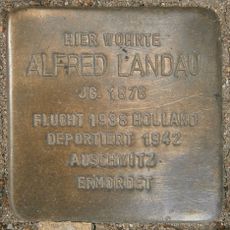 HIER WOHNTE
ALFRED LANDAU
JG. 1878
FLUCHT 1938 HOLLAND
DEPORTIERT 1942
AUSCHWITZ
ERMORDET